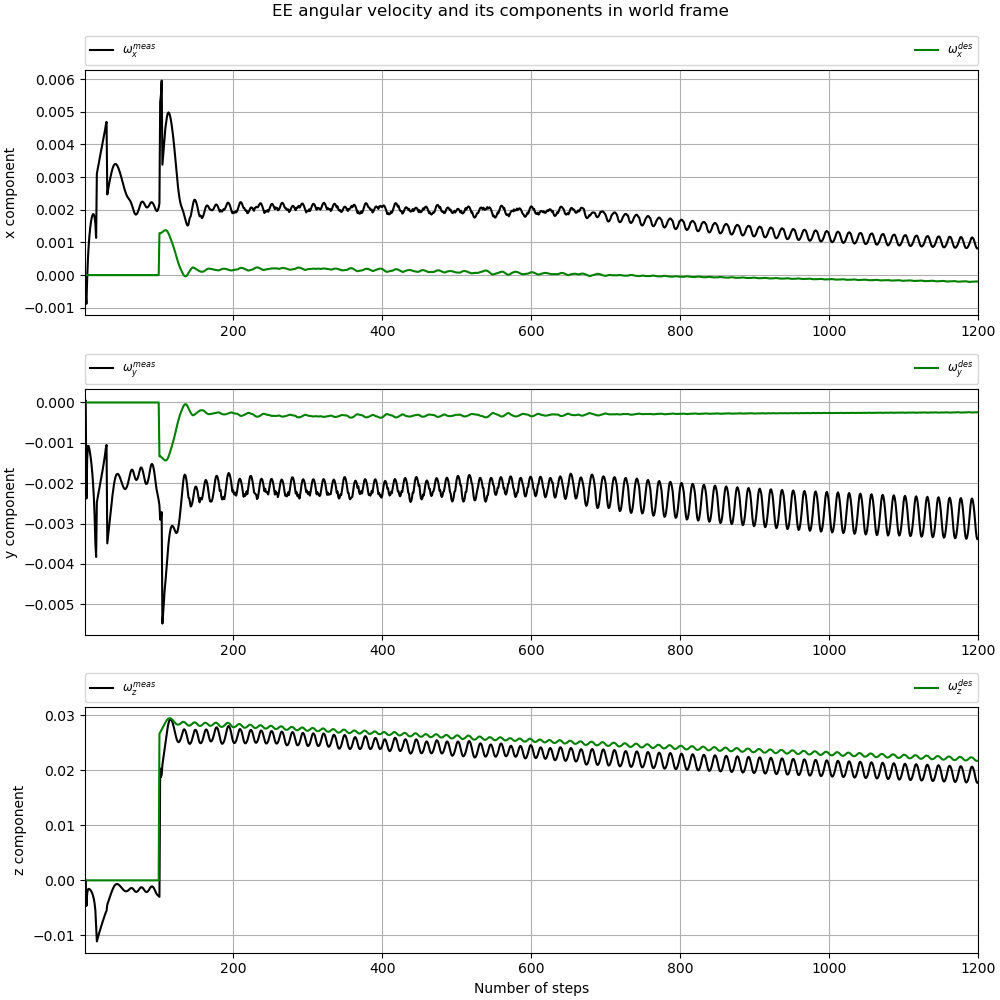 EE angular velocity and its components in world frame
ω_x^meas ω_x^des
0.006
0.005
0.004
0.003
0.002
0.001
0.000
−0.001
x component
200 400 600 800 1000 1200
ω_y^meas ω_y^des
0.000
−0.001
−0.002
−0.003
−0.004
−0.005
y component
200 400 600 800 1000 1200
ω_z^meas ω_z^des
0.03
0.02
0.01
0.00
−0.01
z component
200 400 600 800 1000 1200
Number of steps